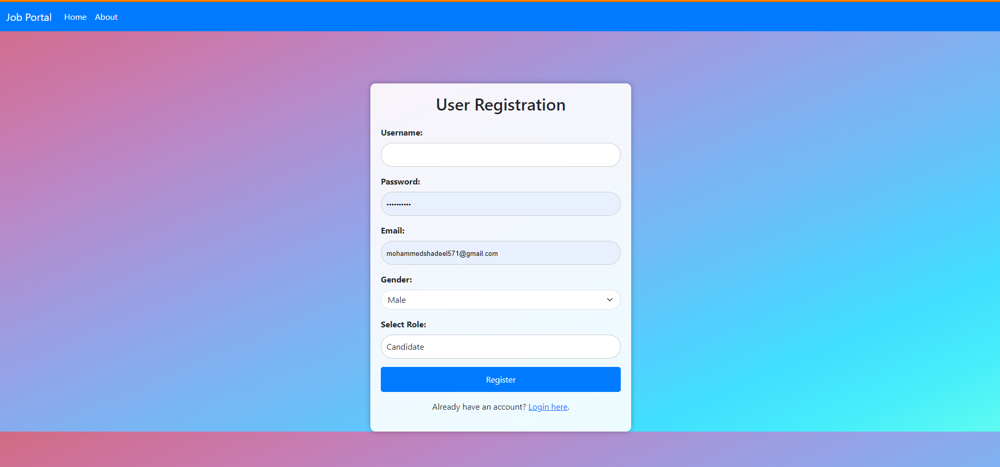 Job Portal Home About
User Registration
Username:
Password:
••••••••••
Email:
mohammedshadeel571@gmail.com
Gender:
Male
Select Role:
Candidate
Register
Already have an account? Login here.